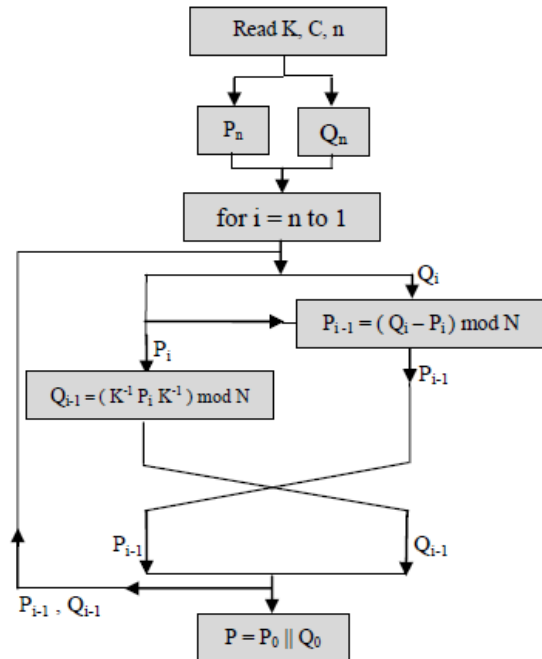 Read K, C, n
Pₙ
Qₙ
for i = n to 1
Qᵢ
Pᵢ₋₁ = ( Qᵢ – Pᵢ ) mod N
Pᵢ
Pᵢ₋₁
Qᵢ₋₁ = ( K⁻¹ Pᵢ K⁻¹ ) mod N
Pᵢ₋₁
Qᵢ₋₁
Pᵢ₋₁ , Qᵢ₋₁
P = P₀ || Q₀